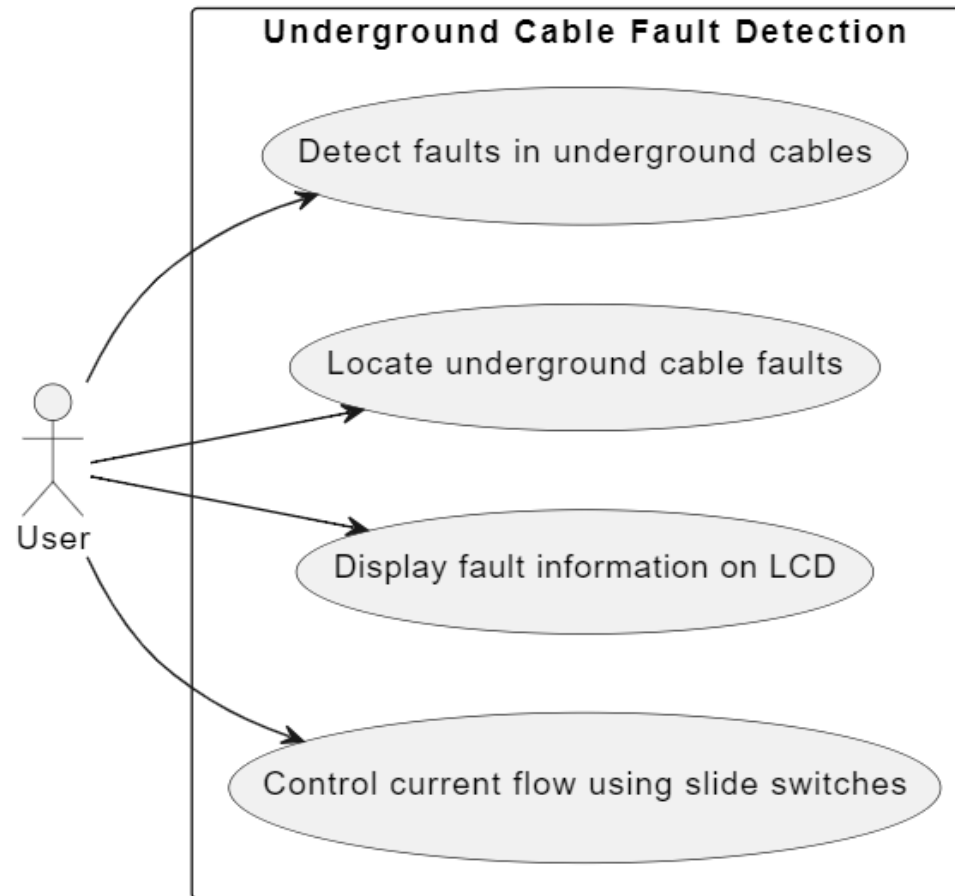 Underground Cable Fault Detection
Detect faults in underground cables
Locate underground cable faults
User
Display fault information on LCD
Control current flow using slide switches